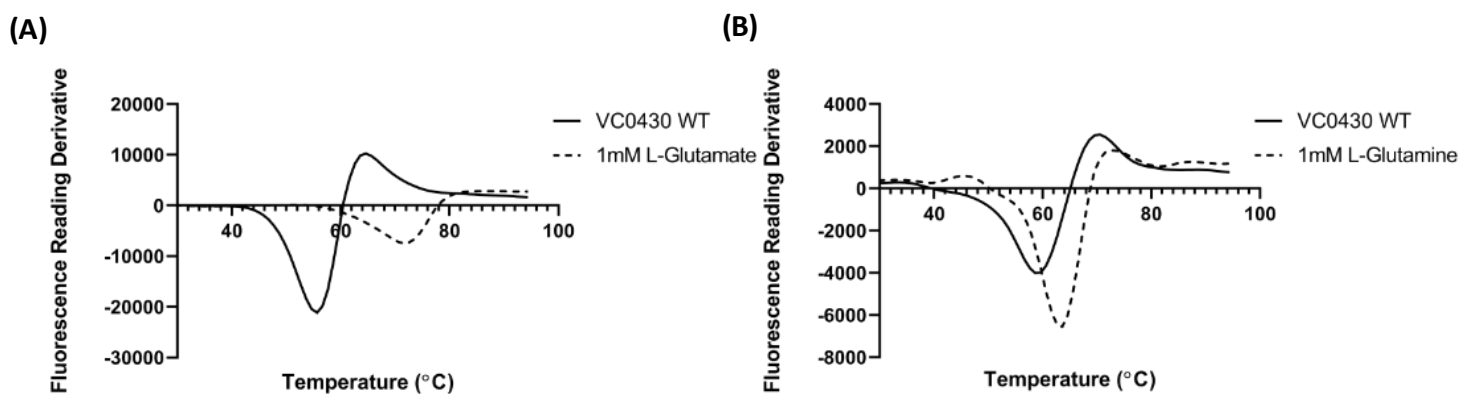 (A)
Fluorescence Reading Derivative
20000
10000
0
-10000
-20000
-30000
40
60
80
100
Temperature (°C)
VC0430 WT
1mM L-Glutamate
(B)
Fluorescence Reading Derivative
4000
2000
0
-2000
-4000
-6000
-8000
40
60
80
100
Temperature (°C)
VC0430 WT
1mM L-Glutamine